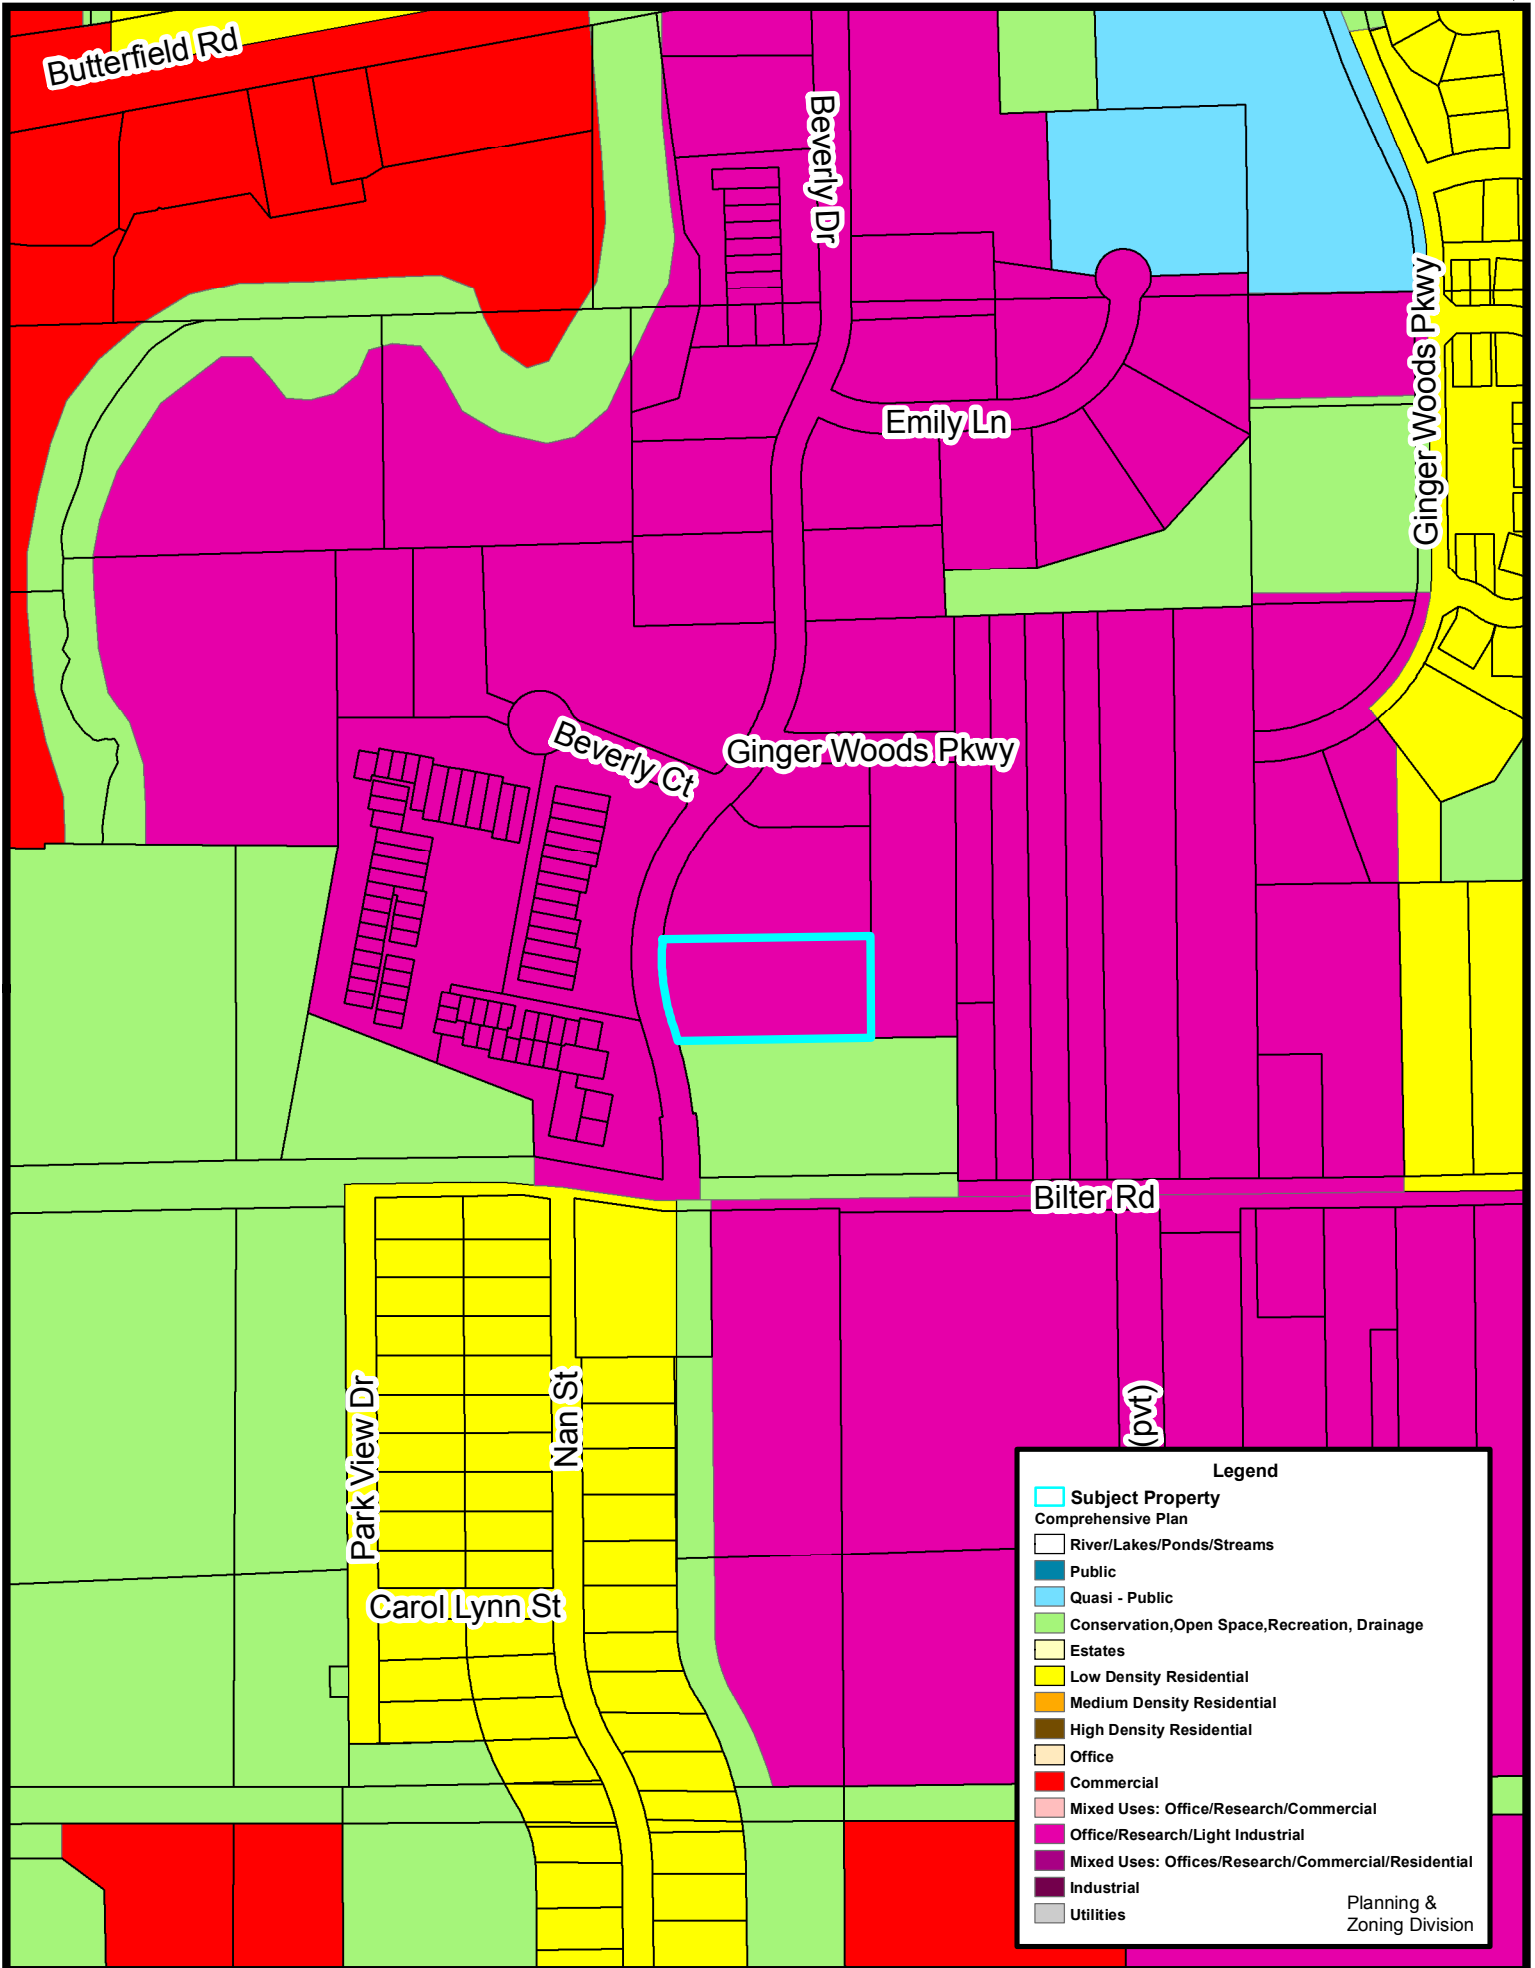 Butterfield Rd
Beverly Dr
Ginger Woods Pkwy
Emily Ln
Beverly Ct
Ginger Woods Pkwy
Bilter Rd
Park View Dr
Nan St
(pvt)
Carol Lynn St
Legend
Subject Property
Comprehensive Plan
River/Lakes/Ponds/Streams
Public
Quasi - Public
Conservation,Open Space,Recreation, Drainage
Estates
Low Density Residential
Medium Density Residential
High Density Residential
Office
Commercial
Mixed Uses: Office/Research/Commercial
Office/Research/Light Industrial
Mixed Uses: Offices/Research/Commercial/Residential
Industrial
Utilities
Planning &
Zoning Division